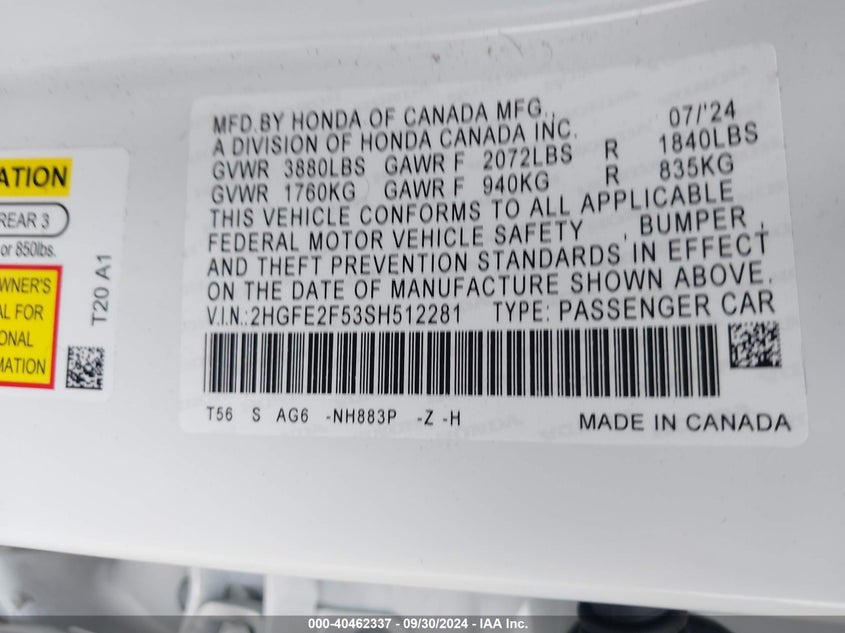 MFD.BY HONDA OF CANADA MFG., 07/'24
A DIVISION OF HONDA CANADA INC.
GVWR 3880LBS GAWR F 2072LBS R 1840LBS
GVWR 1760KG GAWR F 940KG R 835KG
THIS VEHICLE CONFORMS TO ALL APPLICABLE
FEDERAL MOTOR VEHICLE SAFETY , BUMPER ,
AND THEFT PREVENTION STANDARDS IN EFFECT
ON THE DATE OF MANUFACTURE SHOWN ABOVE.
V.I.N.:2HGFE2F53SH512281 TYPE: PASSENGER CAR
T56 S AG6 -NH883P -Z -H
MADE IN CANADA
ATION
REAR 3
or 850lbs.
WNER'S
AL FOR
ONAL
MATION
T20 A1
000-40462337 - 09/30/2024 - IAA Inc.